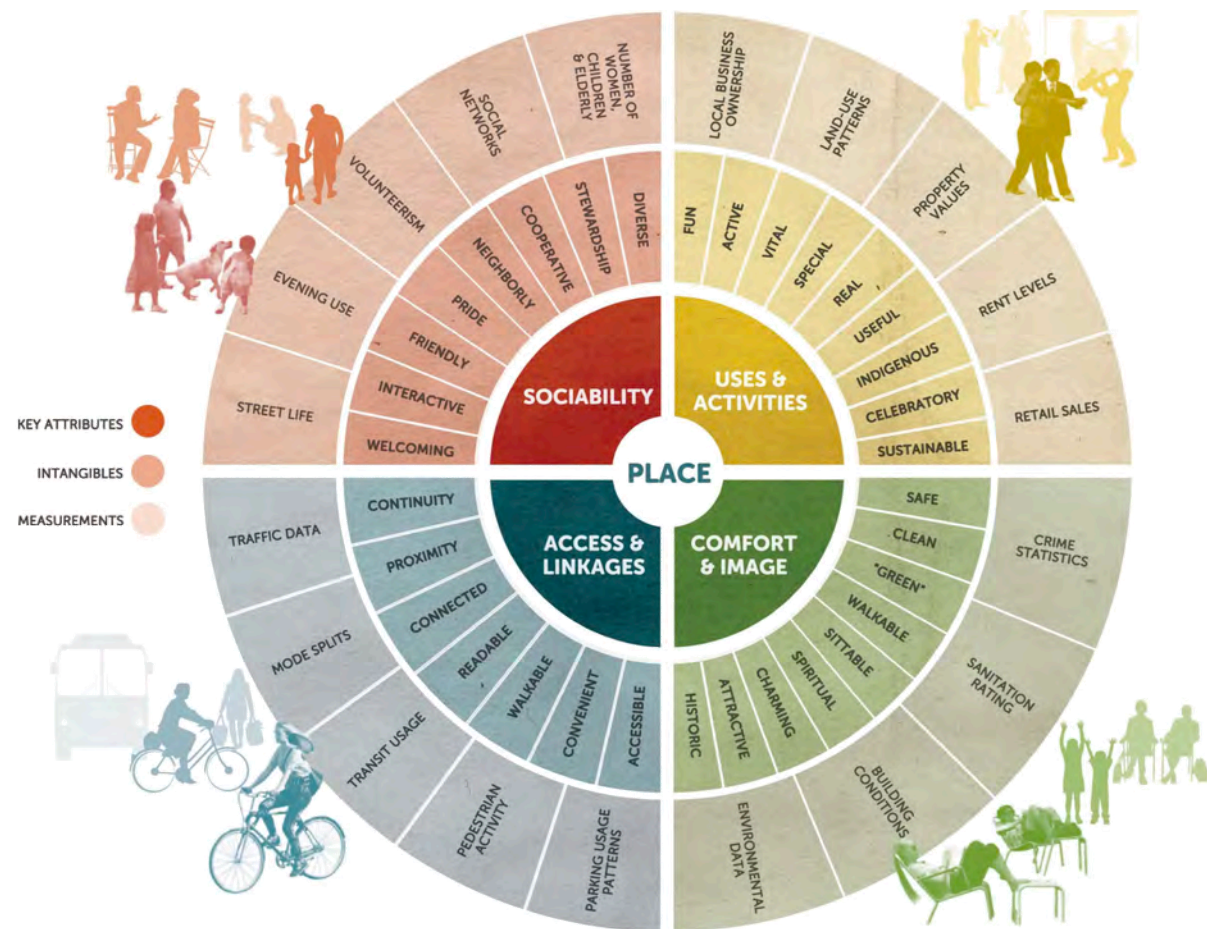 NUMBER OF
WOMEN,
CHILDREN
& ELDERLY
SOCIAL
NETWORKS
VOLUNTEERISM
EVENING USE
STREET LIFE
DIVERSE
STEWARDSHIP
COOPERATIVE
NEIGHBORLY
PRIDE
FRIENDLY
INTERACTIVE
WELCOMING
SOCIABILITY
LOCAL BUSINESS
OWNERSHIP
LAND-USE
PATTERNS
PROPERTY
VALUES
RENT LEVELS
RETAIL SALES
FUN
ACTIVE
VITAL
SPECIAL
REAL
USEFUL
INDIGENOUS
CELEBRATORY
SUSTAINABLE
USES &
ACTIVITIES
PLACE
KEY ATTRIBUTES
INTANGIBLES
MEASUREMENTS
ACCESS &
LINKAGES
CONTINUITY
PROXIMITY
CONNECTED
READABLE
WALKABLE
CONVENIENT
ACCESSIBLE
TRAFFIC DATA
MODE SPLITS
TRANSIT USAGE
PEDESTRIAN
ACTIVITY
PARKING USAGE
PATTERNS
COMFORT
& IMAGE
SAFE
CLEAN
"GREEN"
WALKABLE
SITTABLE
SPIRITUAL
CHARMING
ATTRACTIVE
HISTORIC
CRIME
STATISTICS
SANITATION
RATING
BUILDING
CONDITIONS
ENVIRONMENTAL
DATA